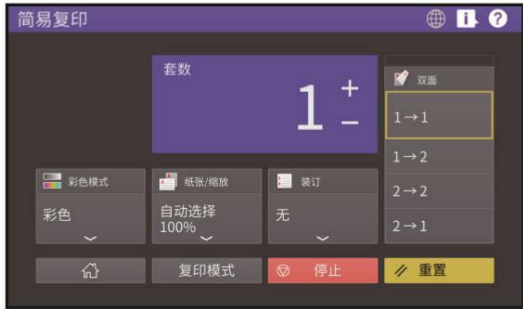 简易复印
套数
1
双面
1→1
1→2
2→2
2→1
彩色模式
彩色
纸张/缩放
自动选择
100%
装订
无
复印模式
停止
重置